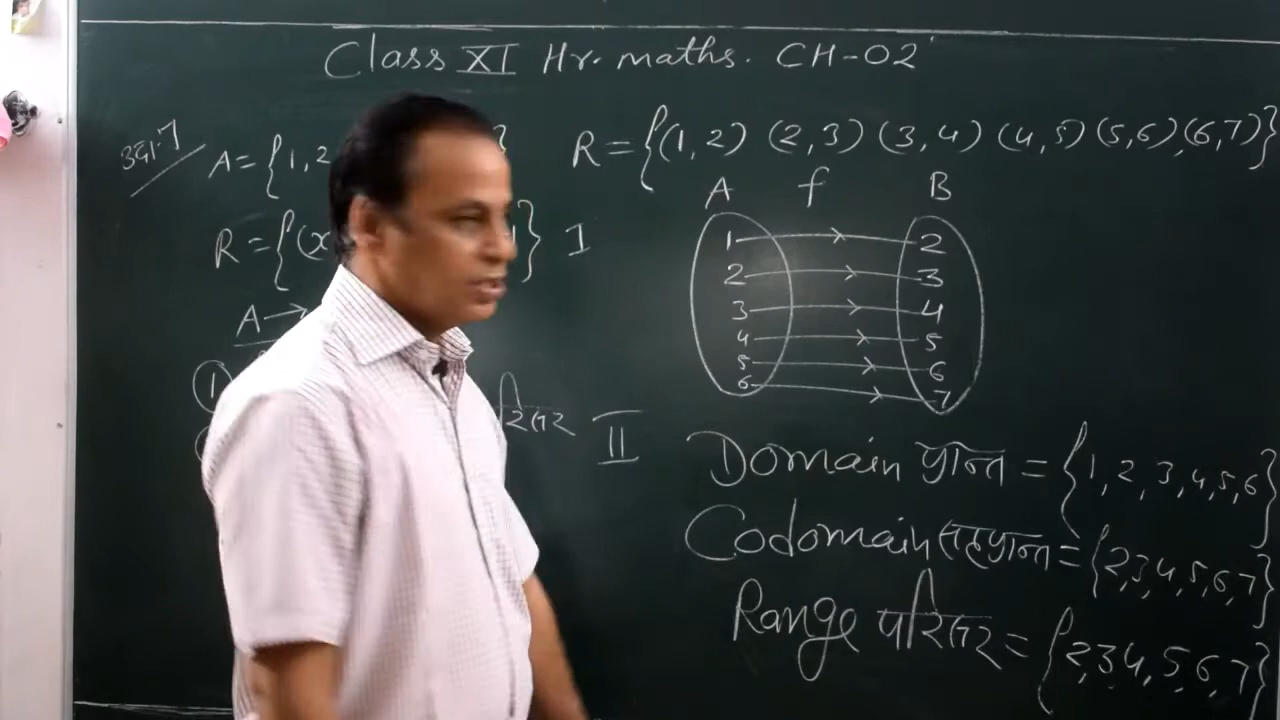 Class XI Hr. maths. CH-02
उदा.7 A={1,2 }
R={(1,2) (2,3) (3,4) (4,5) (5,6),(6,7)}
R={(x } I
A→
A f B
1 2
2 3
3 4
4 5
5 6
6 7
①
रिसर II
Domain प्रान्त = {1,2,3,4,5,6}
Codomain सहप्रान्त = {2,3,4,5,6,7}
Range परिसर = {2,3,4,5,6,7}